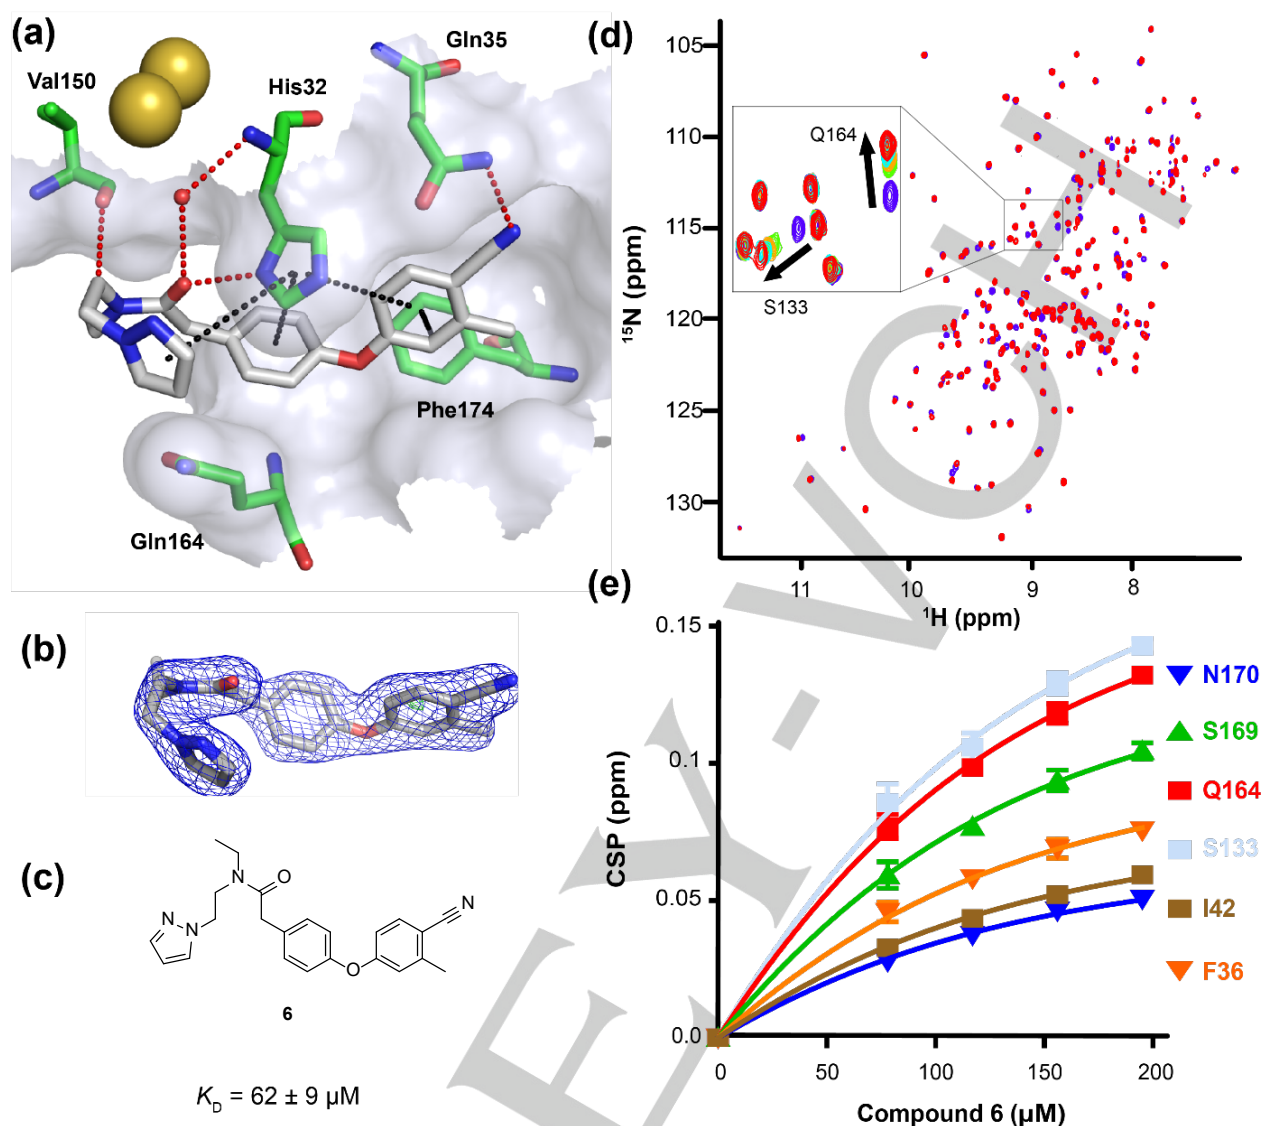 (a)
Val150
His32
Gln35
Phe174
Gln164
(b)
(c)
N
O
N
N
N
O
6
KD = 62 ± 9 µM
(d)
105
110
115
120
125
130
15N (ppm)
Q164
S133
11
10
9
8
1H (ppm)
(e)
0.15
0.10
0.05
0.0
CSP (ppm)
0
50
100
150
200
Compound 6 (µM)
N170
S169
Q164
S133
I42
F36